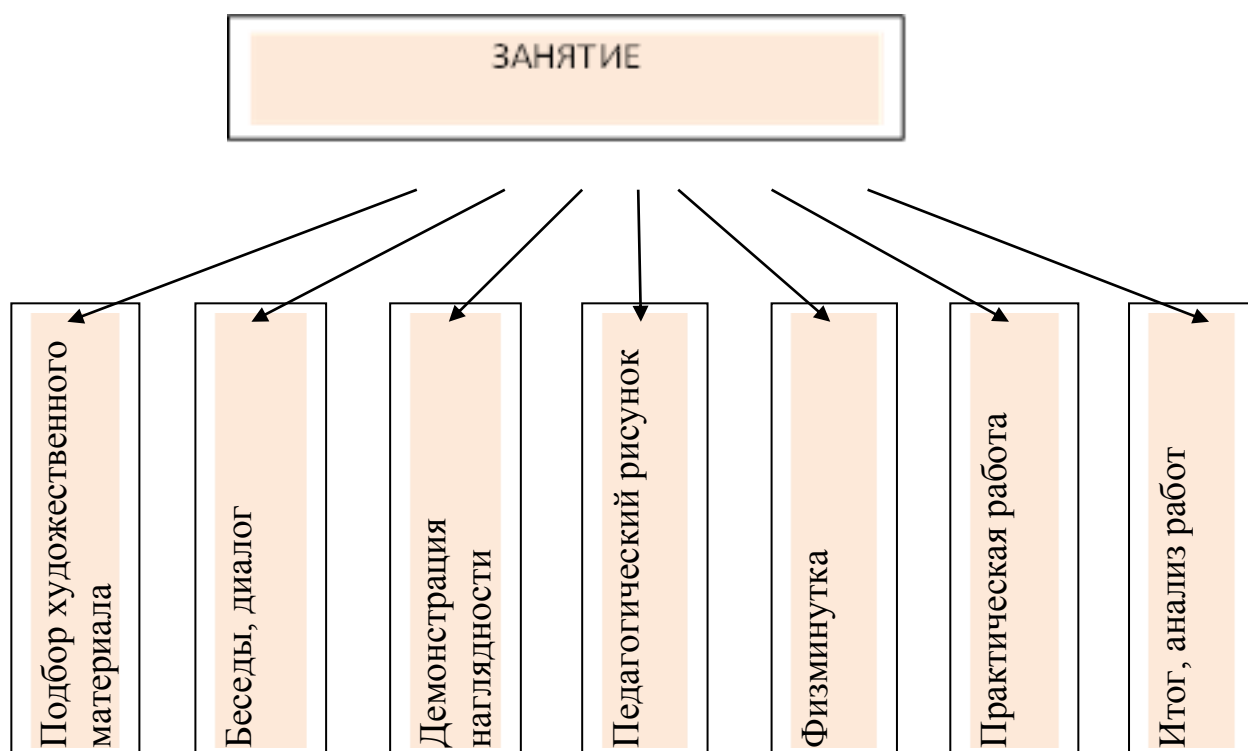 ЗАНЯТИЕ
Подбор художественного
материала
Беседы, диалог
Демонстрация
наглядности
Педагогический рисунок
Физминутка
Практическая работа
Итог, анализ работ